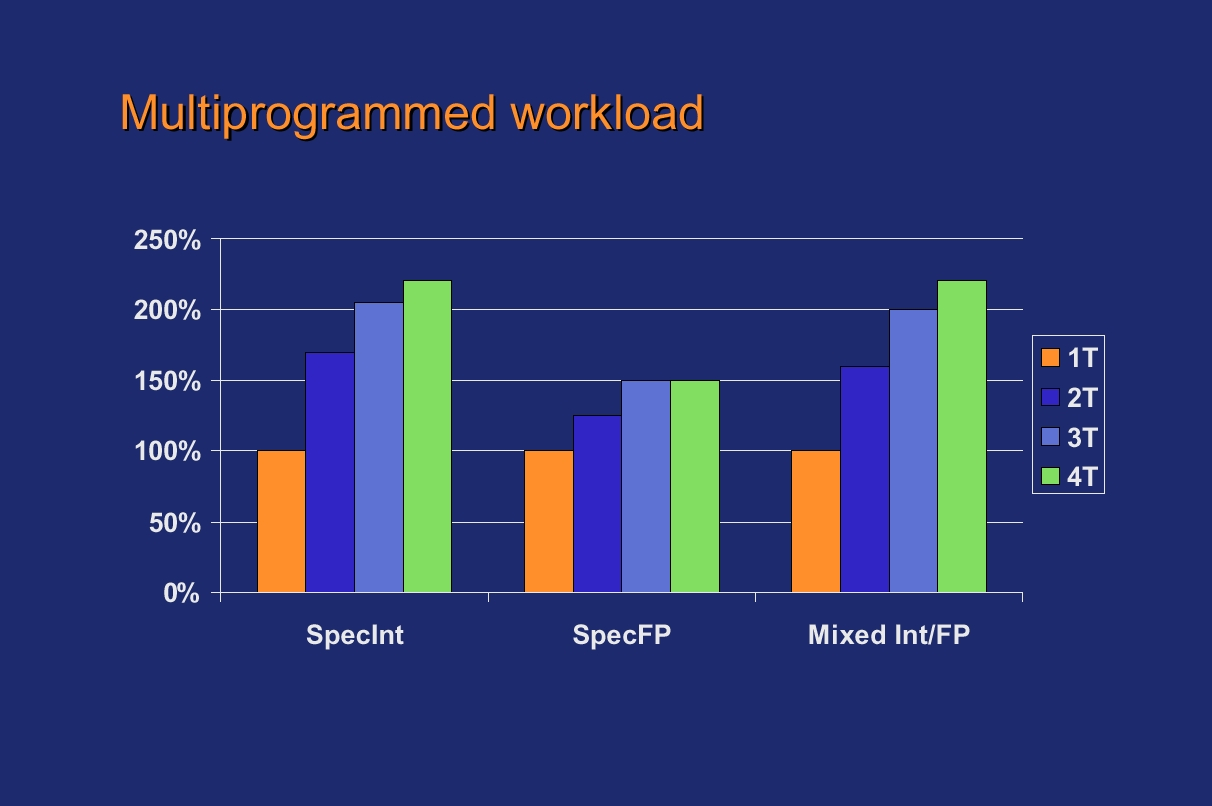 Multiprogrammed workload
250%
200%
150%
100%
50%
0%
SpecInt SpecFP Mixed Int/FP
1T
2T
3T
4T